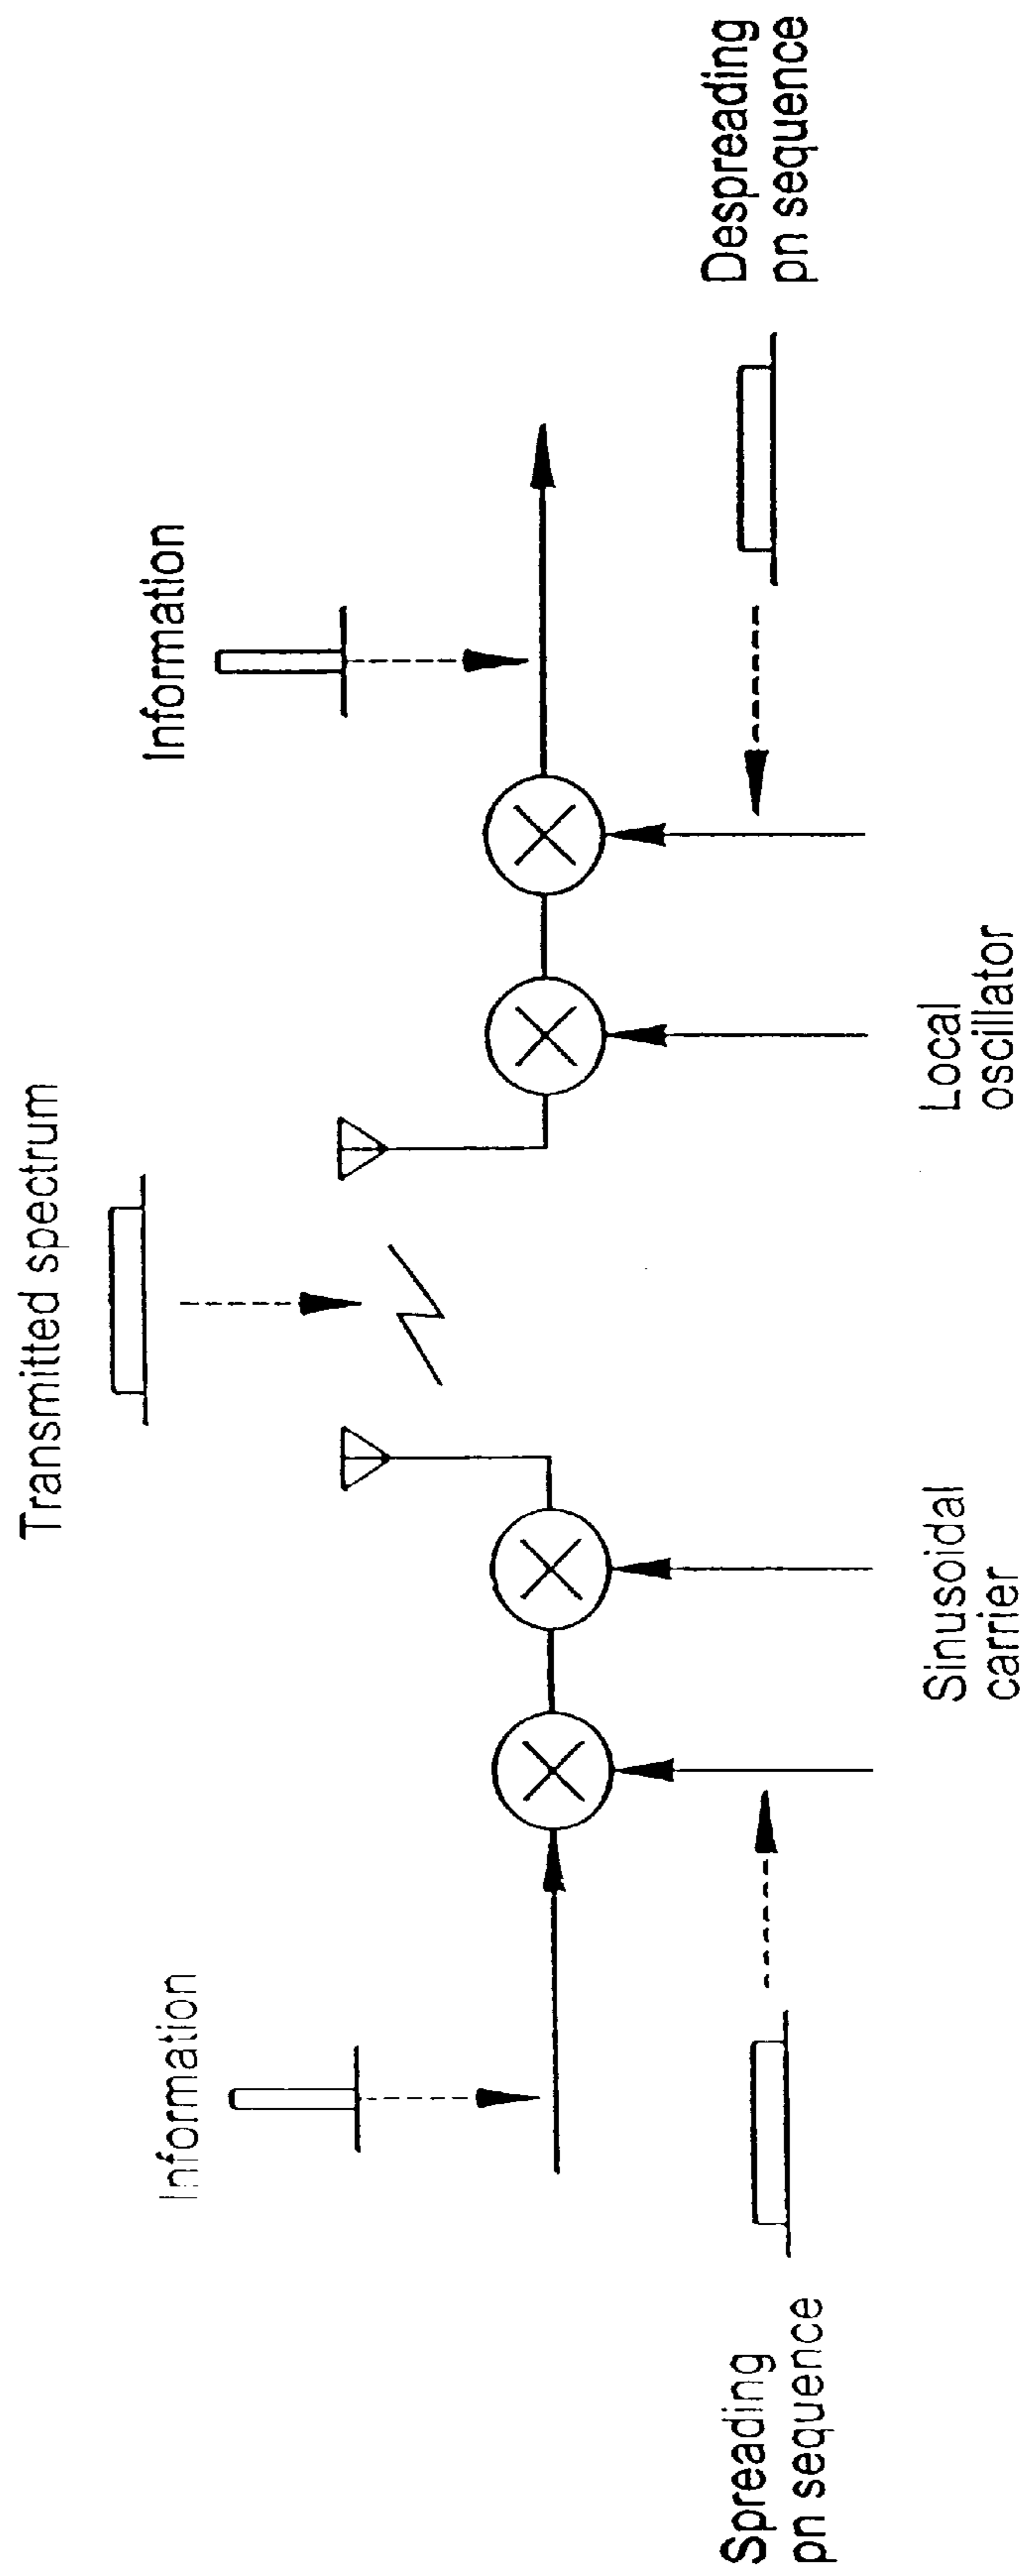 Transmitted spectrum
Information
Information
Spreading
pn sequence
Sinusoidal
carrier
Local
oscillator
Despreading
pn sequence